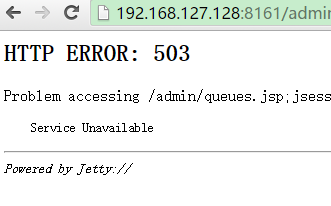 192.168.127.128:8161/admin
HTTP ERROR: 503
Problem accessing /admin/queues.jsp;jsess
Service Unavailable
Powered by Jetty://